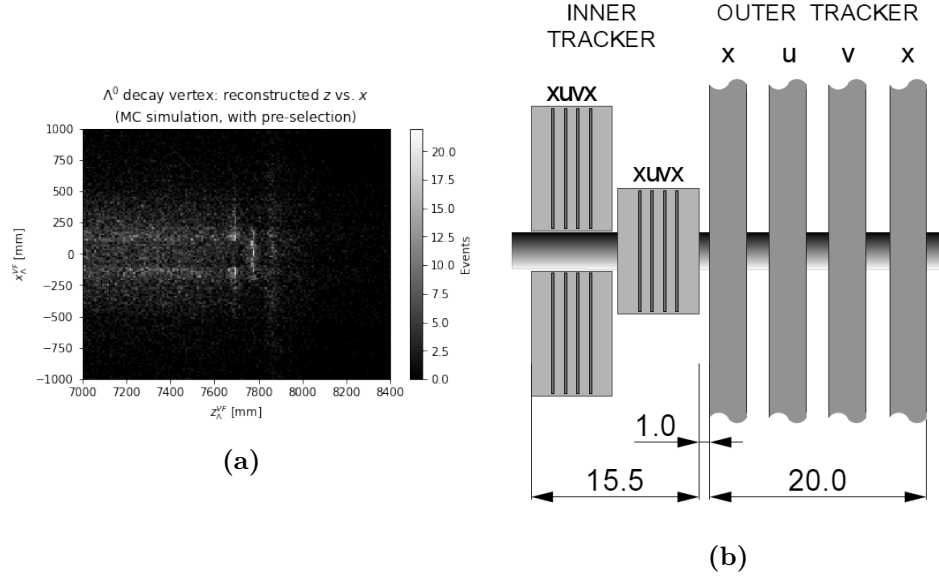 Λ⁰ decay vertex: reconstructed z vs. x
(MC simulation, with pre-selection)
1000
750
500
250
0
−250
−500
−750
−1000
x_Λ^VF [mm]
7000 7200 7400 7600 7800 8000 8200 8400
z_Λ^VF [mm]
20.0
17.5
15.0
12.5
10.0
7.5
5.0
2.5
0.0
Events
(a)
INNER
TRACKER
OUTER TRACKER
x u v x
xuvx
xuvx
1.0
15.5
20.0
(b)